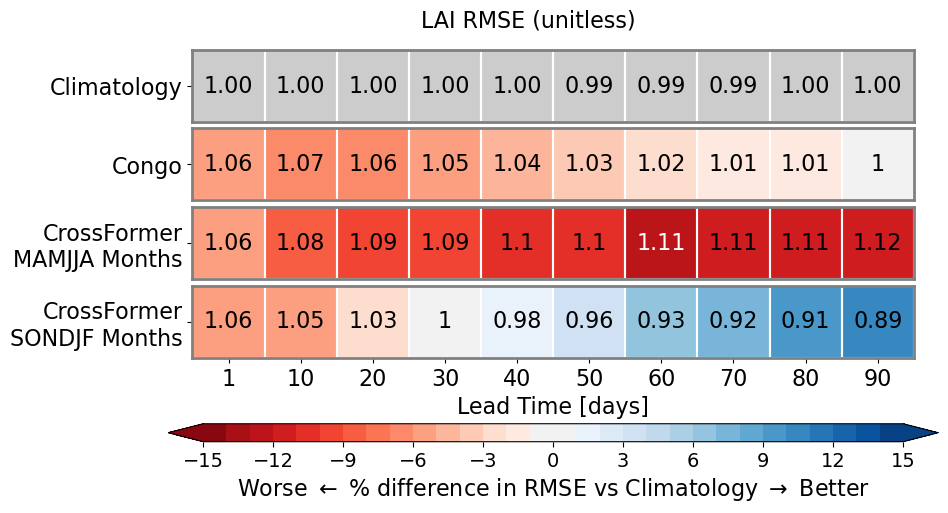 LAI RMSE (unitless)
Climatology 1.00 1.00 1.00 1.00 1.00 0.99 0.99 0.99 1.00 1.00
Congo 1.06 1.07 1.06 1.05 1.04 1.03 1.02 1.01 1.01 1
CrossFormer
MAMJJA Months 1.06 1.08 1.09 1.09 1.1 1.1 1.11 1.11 1.11 1.12
CrossFormer
SONDJF Months 1.06 1.05 1.03 1 0.98 0.96 0.93 0.92 0.91 0.89
1 10 20 30 40 50 60 70 80 90
Lead Time [days]
−15 −12 −9 −6 −3 0 3 6 9 12 15
Worse ← % difference in RMSE vs Climatology → Better